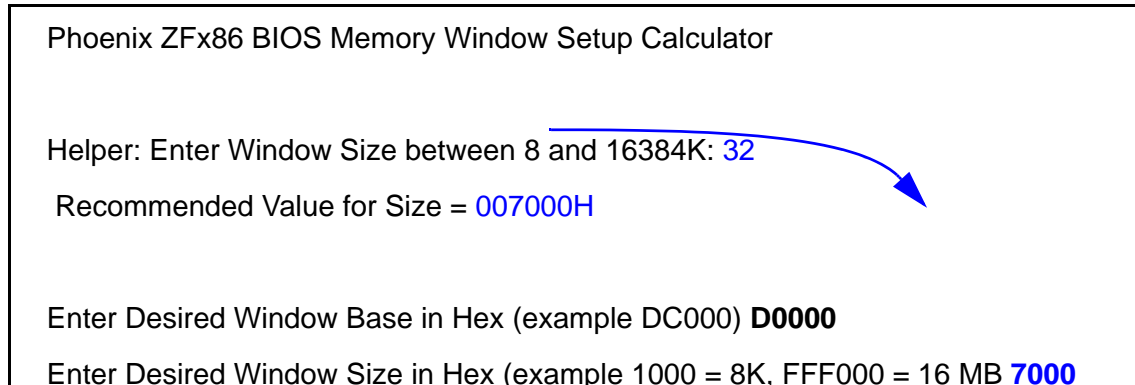 Phoenix ZFx86 BIOS Memory Window Setup Calculator
Helper: Enter Window Size between 8 and 16384K: 32
Recommended Value for Size = 007000H
Enter Desired Window Base in Hex (example DC000) D0000
Enter Desired Window Size in Hex (example 1000 = 8K, FFF000 = 16 MB 7000